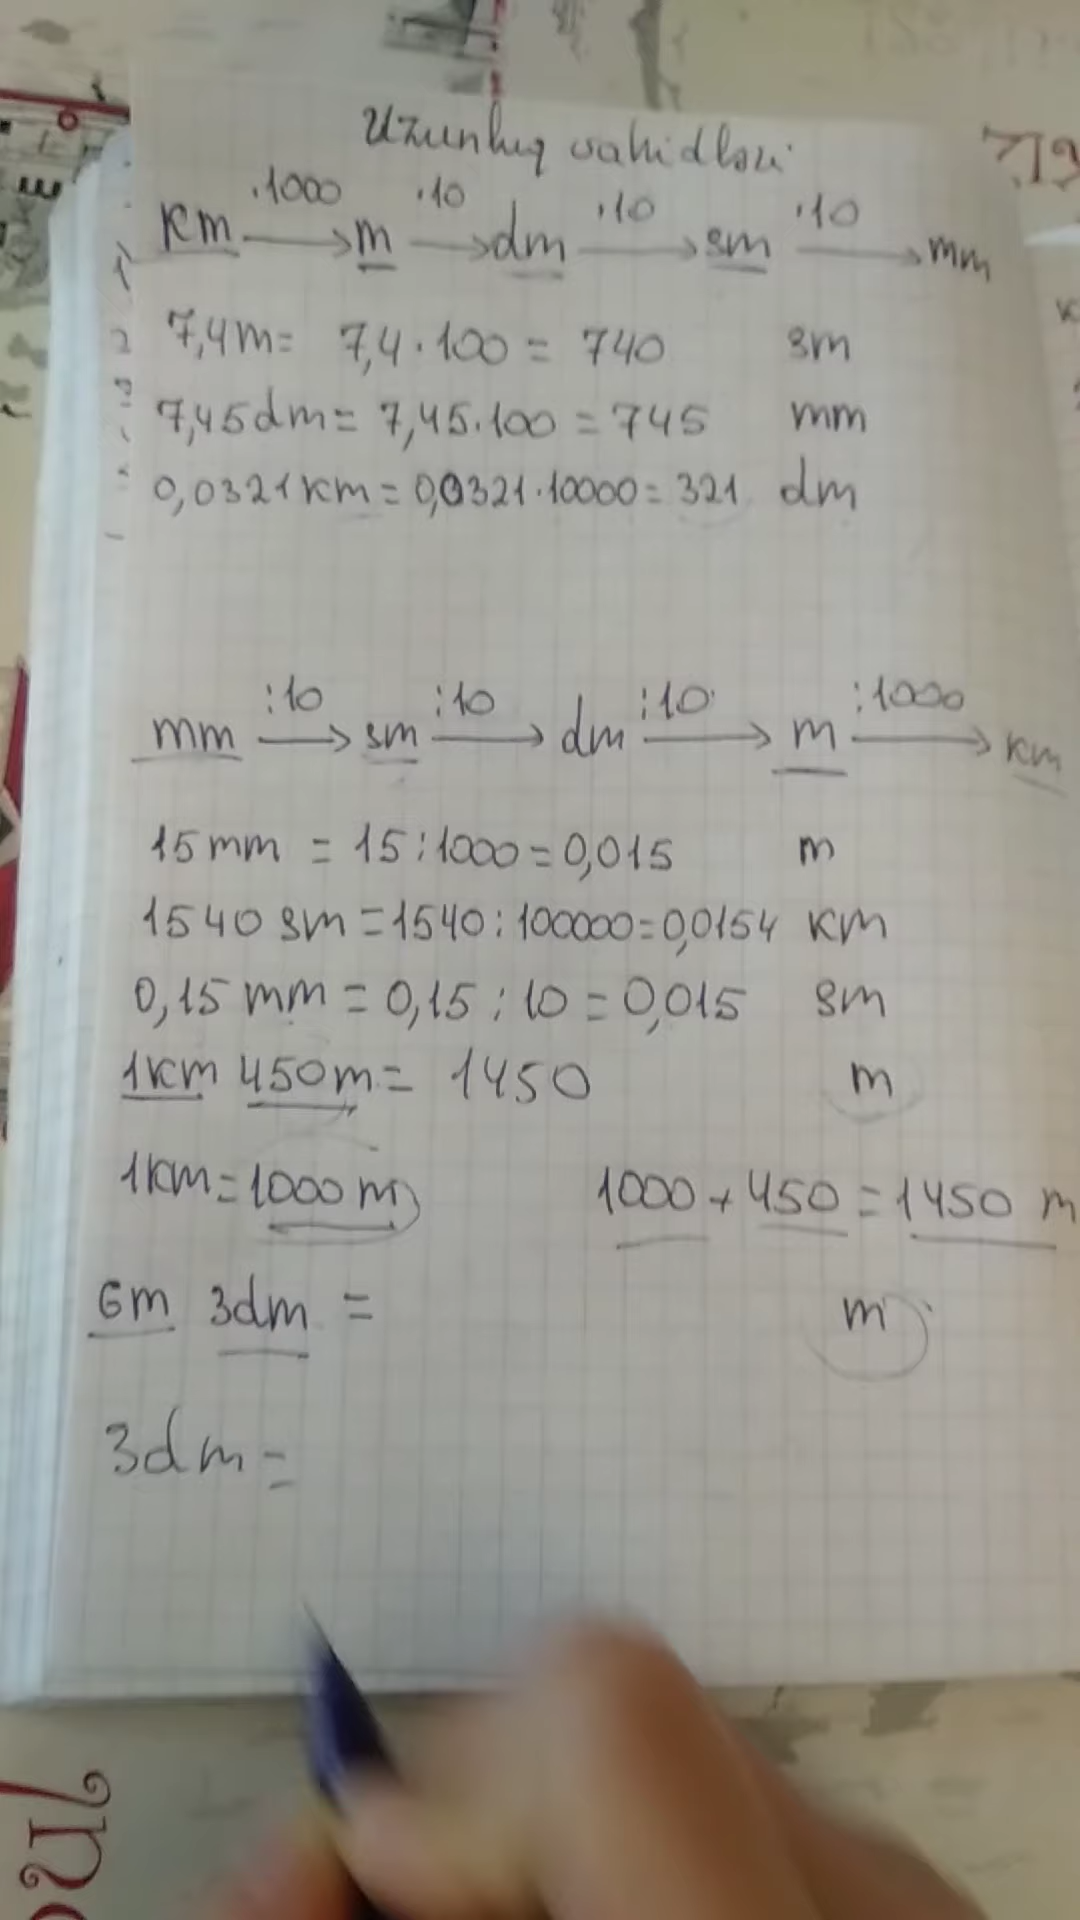 Uzunluq vahidləri
.1000 .10 .10 .10
km → m → dm → sm → mm
7,4m= 7,4·100=740 sm
7,45dm=7,45.100=745 mm
0,0321km=0,0321·10000=321 dm
:10 :10 :10 :1000
mm → sm → dm → m → km
15mm = 15:1000=0,015 m
1540 sm=1540:100000=0,0154 km
0,15 mm=0,15:10=0,015 sm
1km 450m= 1450 m
1km=1000m 1000+450=1450 m
6m 3dm = m
3dm=